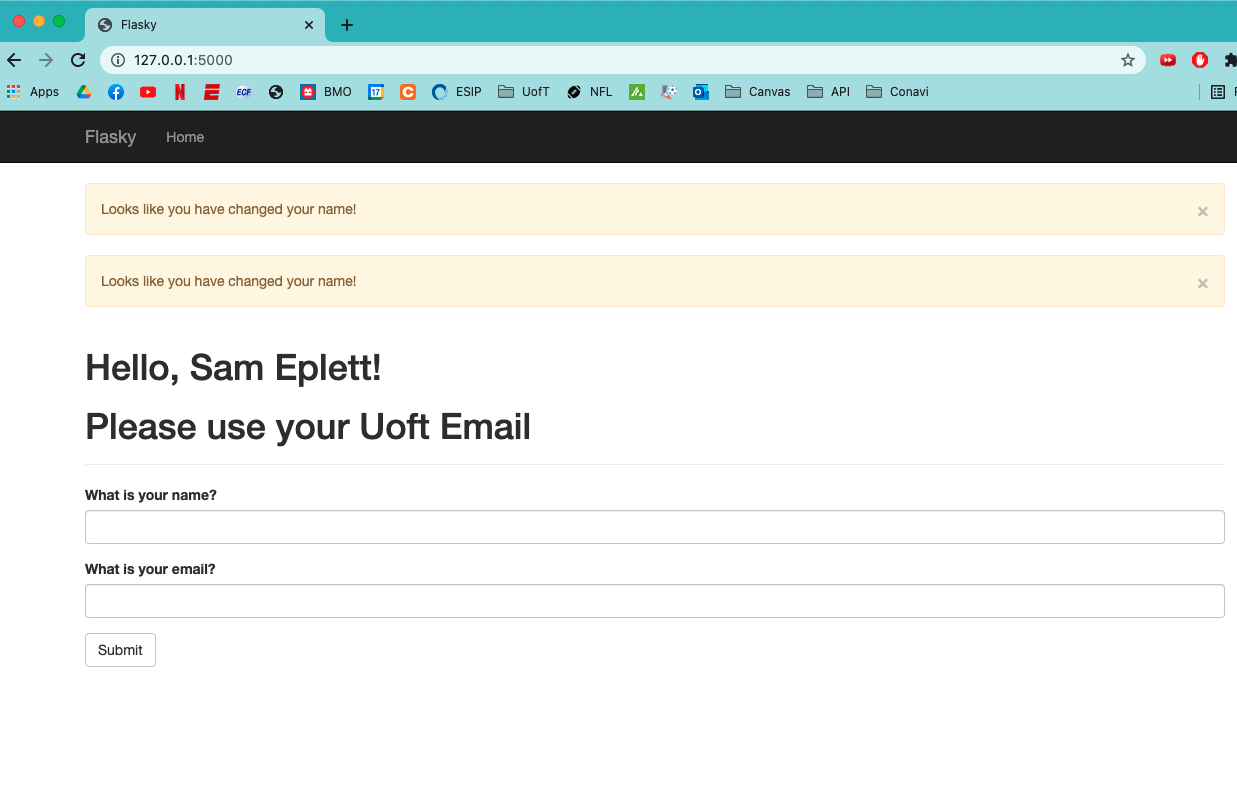 Flasky
127.0.0.1:5000
Apps ECF BMO 17 C ESIP UofT NFL Canvas API Conavi
Flasky Home
Looks like you have changed your name! ×
Looks like you have changed your name! ×
Hello, Sam Eplett!
Please use your Uoft Email
What is your name?
What is your email?
Submit